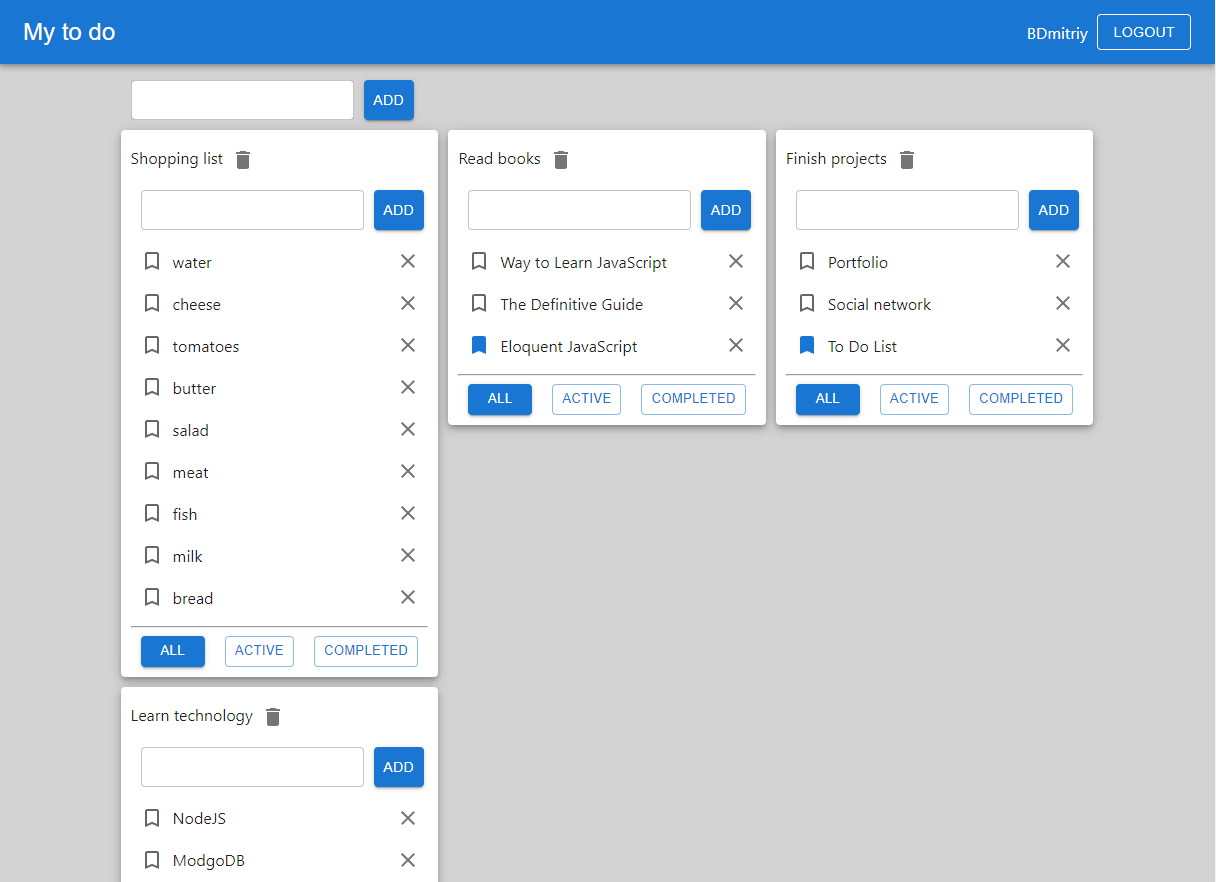 My to do
BDmitriy LOGOUT
ADD
Shopping list
ADD
water
cheese
tomatoes
butter
salad
meat
fish
milk
bread
ALL ACTIVE COMPLETED
Read books
ADD
Way to Learn JavaScript
The Definitive Guide
Eloquent JavaScript
ALL ACTIVE COMPLETED
Finish projects
ADD
Portfolio
Social network
To Do List
ALL ACTIVE COMPLETED
Learn technology
ADD
NodeJS
ModgoDB